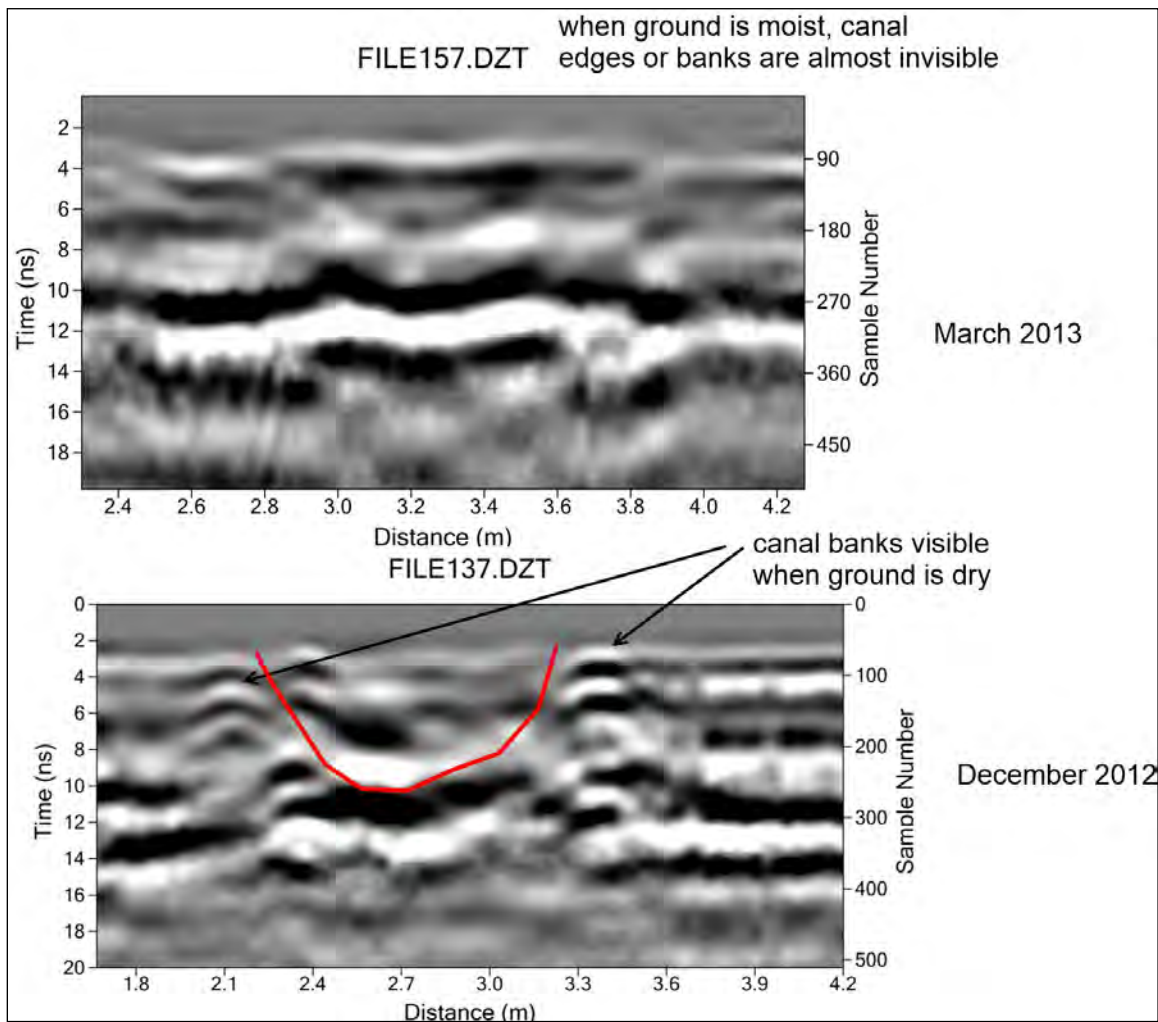 when ground is moist, canal
FILE157.DZT edges or banks are almost invisible
2
4
6
8
10
12
14
16
18
Time (ns)
90
180
270
360
450
Sample Number
March 2013
2.4 2.6 2.8 3.0 3.2 3.4 3.6 3.8 4.0 4.2
Distance (m)
FILE137.DZT
canal banks visible
when ground is dry
0
2
4
6
8
10
12
14
16
18
20
Time (ns)
0
100
200
300
400
500
Sample Number
December 2012
1.8 2.1 2.4 2.7 3.0 3.3 3.6 3.9 4.2
Distance (m)